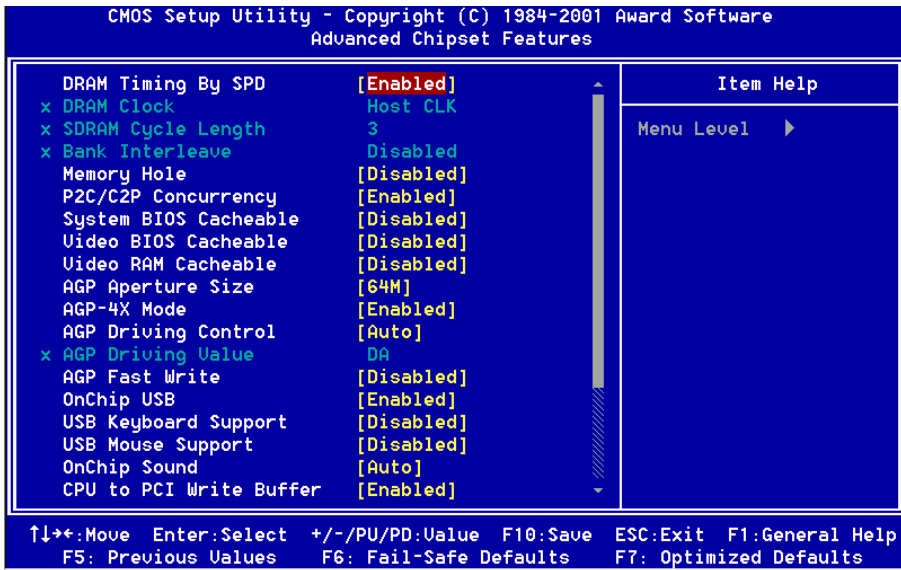 CMOS Setup Utility - Copyright (C) 1984-2001 Award Software
Advanced Chipset Features
DRAM Timing By SPD [Enabled]
x DRAM Clock Host CLK
x SDRAM Cycle Length 3
x Bank Interleave Disabled
Memory Hole [Disabled]
P2C/C2P Concurrency [Enabled]
System BIOS Cacheable [Disabled]
Video BIOS Cacheable [Disabled]
Video RAM Cacheable [Disabled]
AGP Aperture Size [64M]
AGP-4X Mode [Enabled]
AGP Driving Control [Auto]
x AGP Driving Value DA
AGP Fast Write [Disabled]
OnChip USB [Enabled]
USB Keyboard Support [Disabled]
USB Mouse Support [Disabled]
OnChip Sound [Auto]
CPU to PCI Write Buffer [Enabled]
Item Help
Menu Level
↑↓→←:Move Enter:Select +/-/PU/PD:Value F10:Save ESC:Exit F1:General Help
F5: Previous Values F6: Fail-Safe Defaults F7: Optimized Defaults